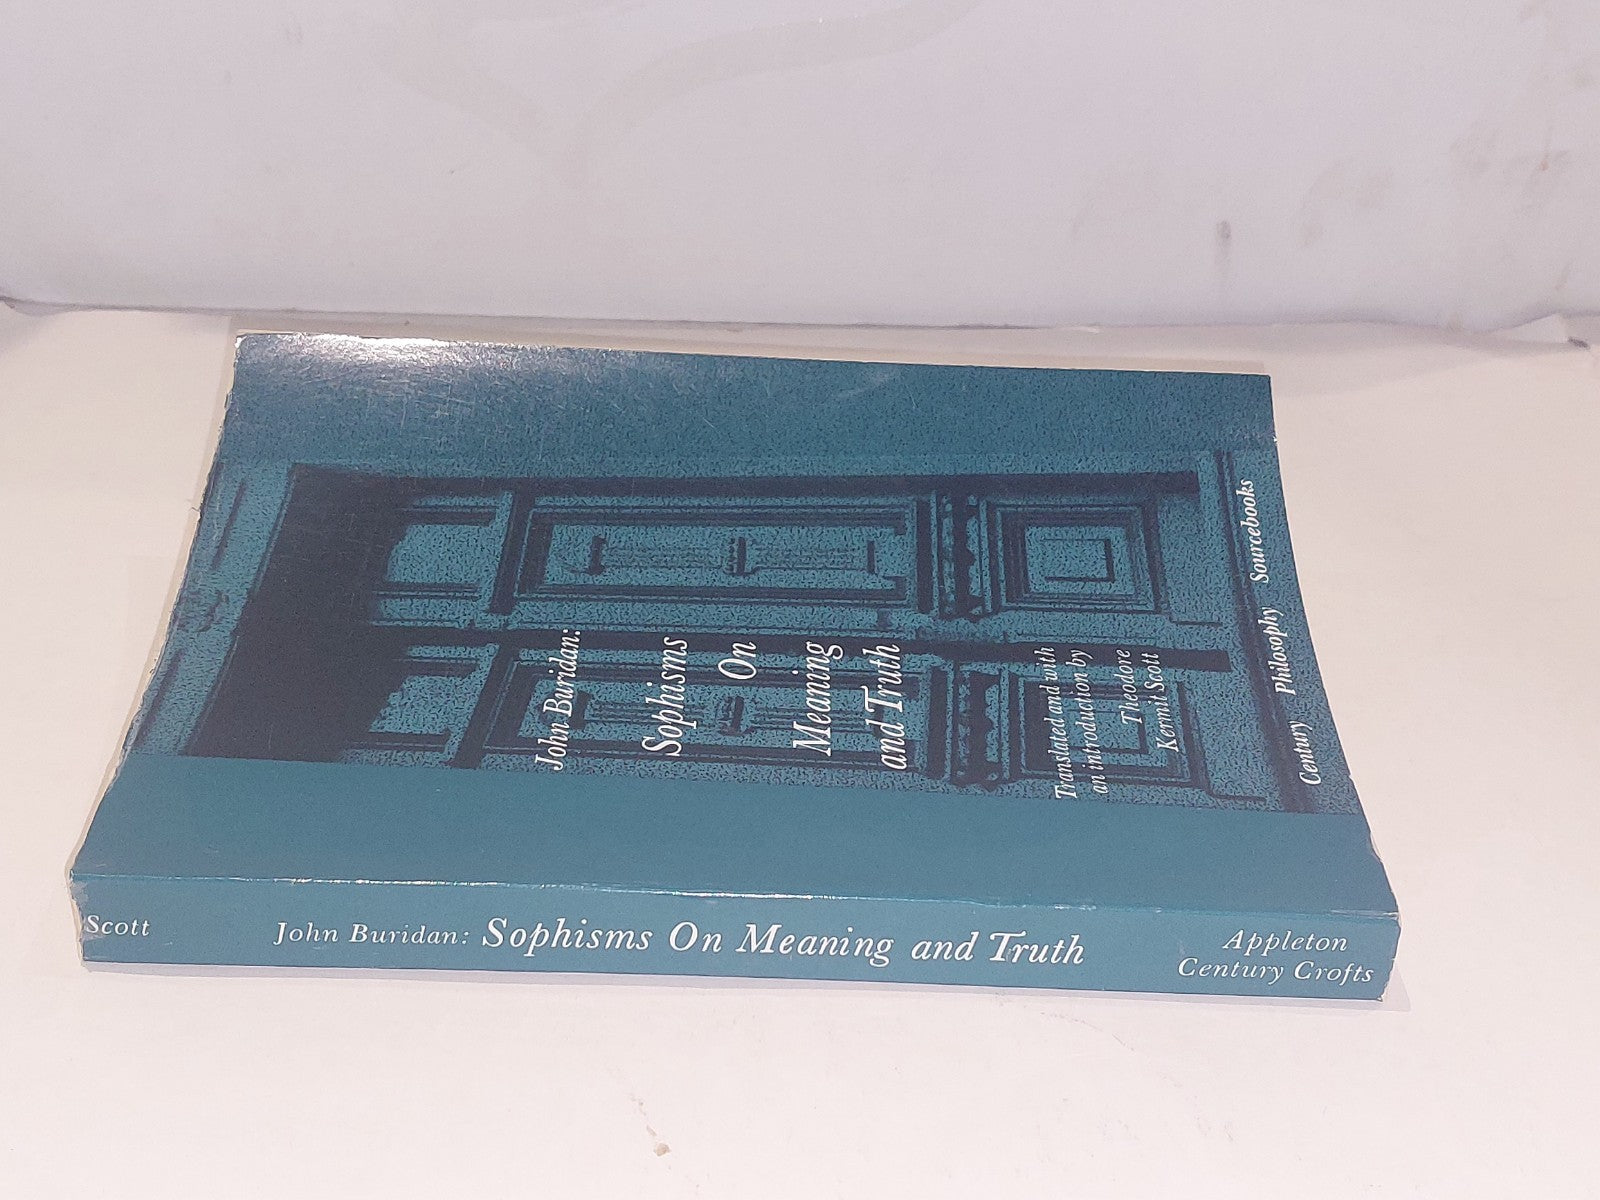 John Buridan:
Sophisms
On
Meaning
and Truth
Translated and with
an introduction by
Theodore
Kermit Scott
Century Philosophy Sourcebooks
Scott John Buridan: Sophisms On Meaning and Truth
Appleton
Century Crofts